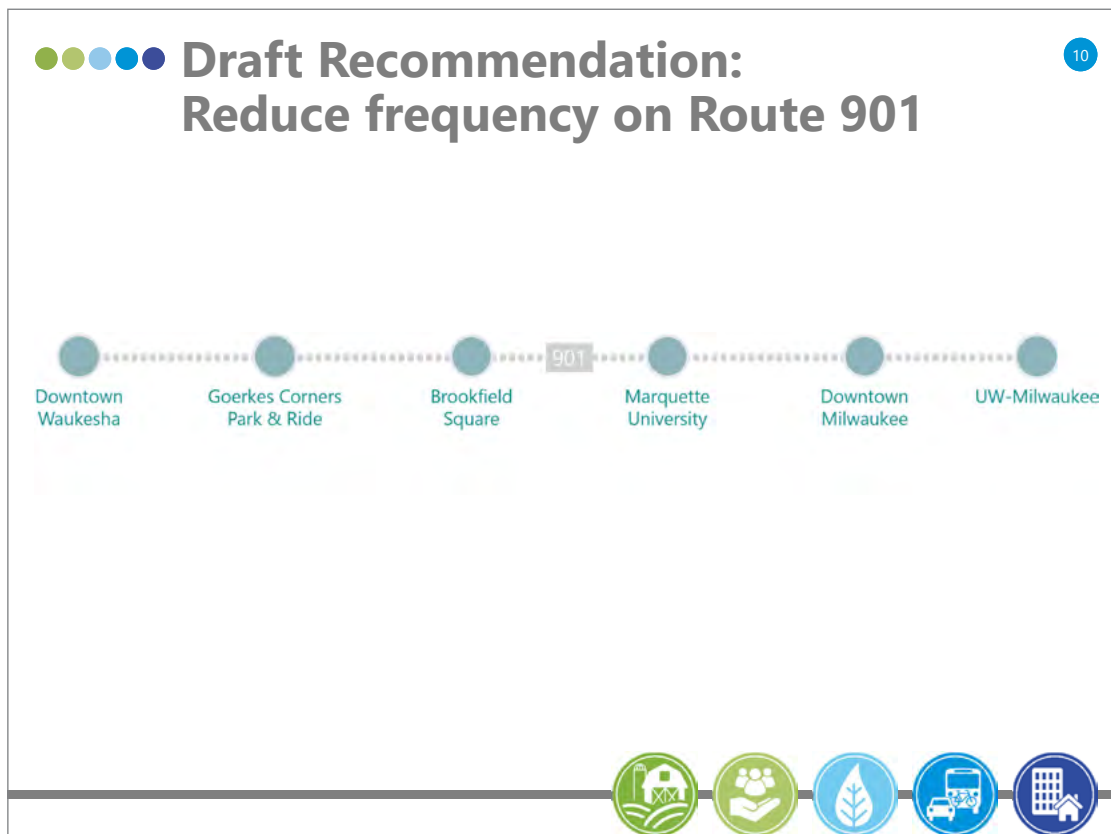 Draft Recommendation:
Reduce frequency on Route 901
10
901
Downtown
Waukesha
Goerkes Corners
Park & Ride
Brookfield
Square
Marquette
University
Downtown
Milwaukee
UW-Milwaukee